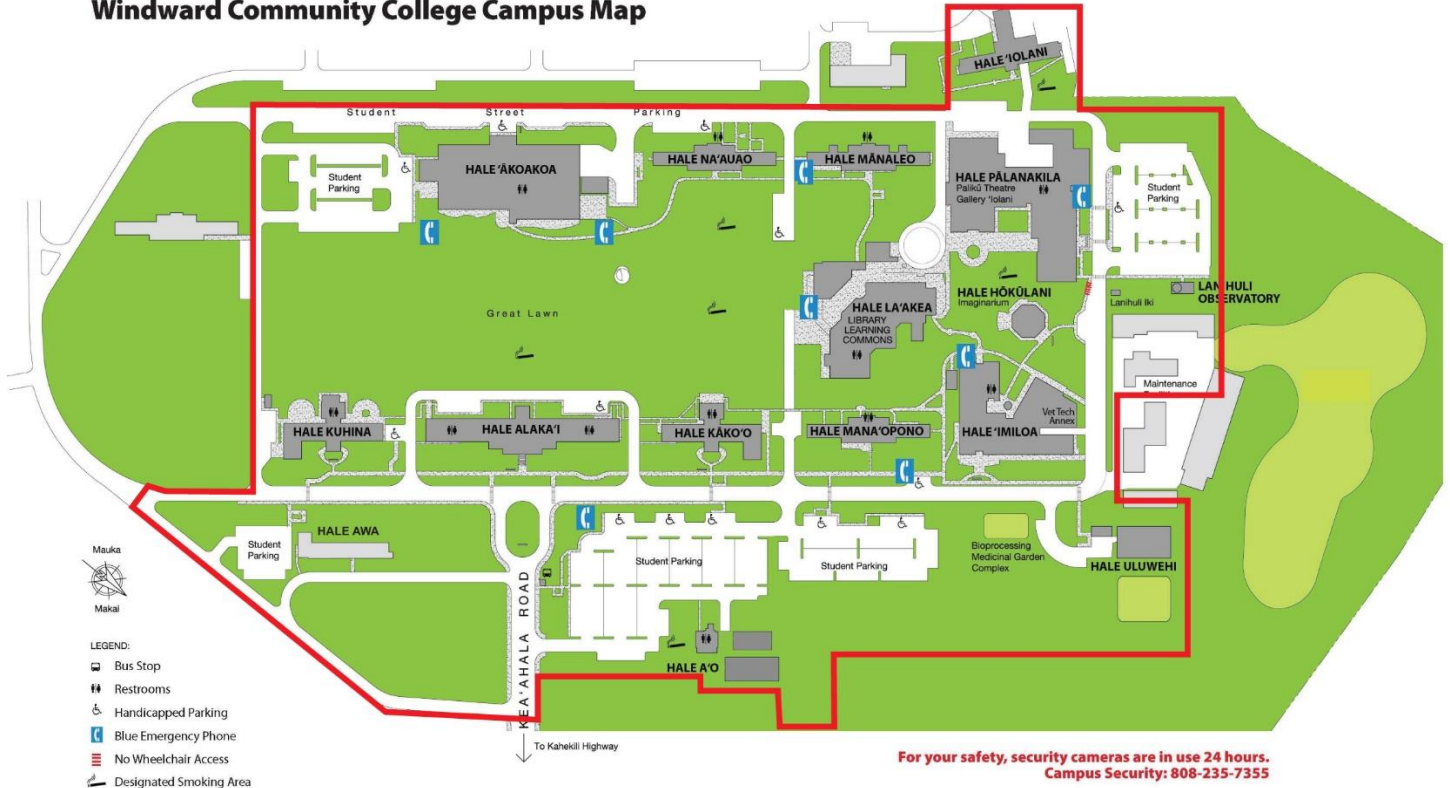 Windward Community College Campus Map
HALE ‘IOLANI
Student Street Parking
HALE ‘ĀKOAKOA
HALE NA‘AUAO
HALE MĀNALEO
HALE PĀLANAKILA
Palikū Theatre
Gallery ‘Iolani
Student
Parking
Student
Parking
Great Lawn
HALE LA‘AKEA
LIBRARY
LEARNING
COMMONS
HALE HŌKŪLANI
Imaginarium
Lanihuli Iki
LANIHULI
OBSERVATORY
Maintenance
HALE KUHINA
HALE ALAKA‘I
HALE KĀKO‘O
HALE MANA‘OPONO
HALE ‘IMILOA
Vet Tech
Annex
HALE AWA
Student
Parking
Student Parking
Student Parking
Bioprocessing
Medicinal Garden
Complex
HALE ULUWEHI
HALE A‘O
KEA‘AHALA ROAD
To Kahekili Highway
Mauka
Makai
LEGEND:
Bus Stop
Restrooms
Handicapped Parking
Blue Emergency Phone
No Wheelchair Access
Designated Smoking Area
For your safety, security cameras are in use 24 hours.
Campus Security: 808-235-7355